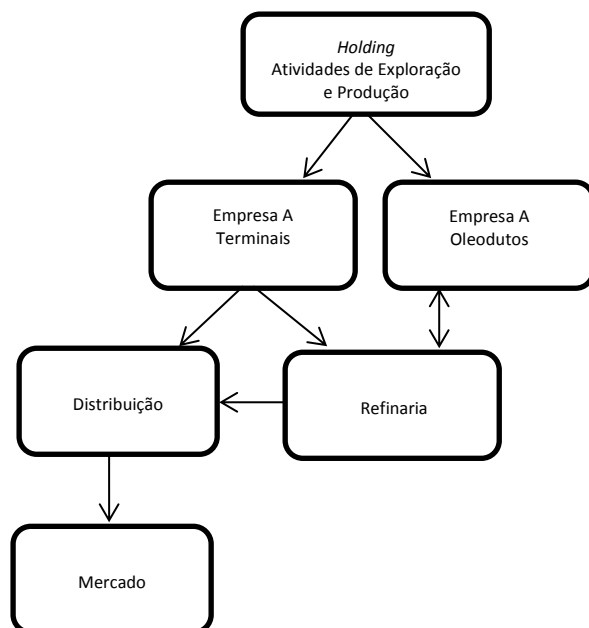 Holding
Atividades de Exploração
e Produção
Empresa A
Terminais
Empresa A
Oleodutos
Distribuição
Refinaria
Mercado